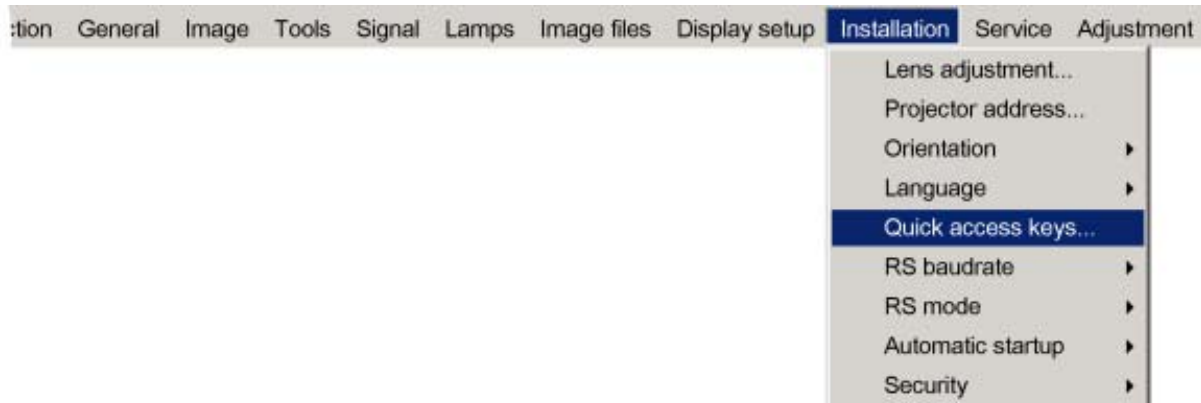 tion General Image Tools Signal Lamps Image files Display setup Installation Service Adjustment
Lens adjustment...
Projector address...
Orientation
Language
Quick access keys...
RS baudrate
RS mode
Automatic startup
Security